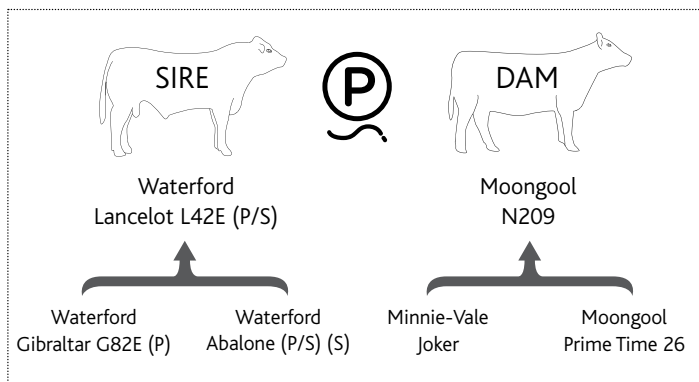 SIRE
P
DAM
Waterford
Lancelot L42E (P/S)
Moongool
N209
Waterford
Gibraltar G82E (P)
Waterford
Abalone (P/S) (S)
Minnie-Vale
Joker
Moongool
Prime Time 26